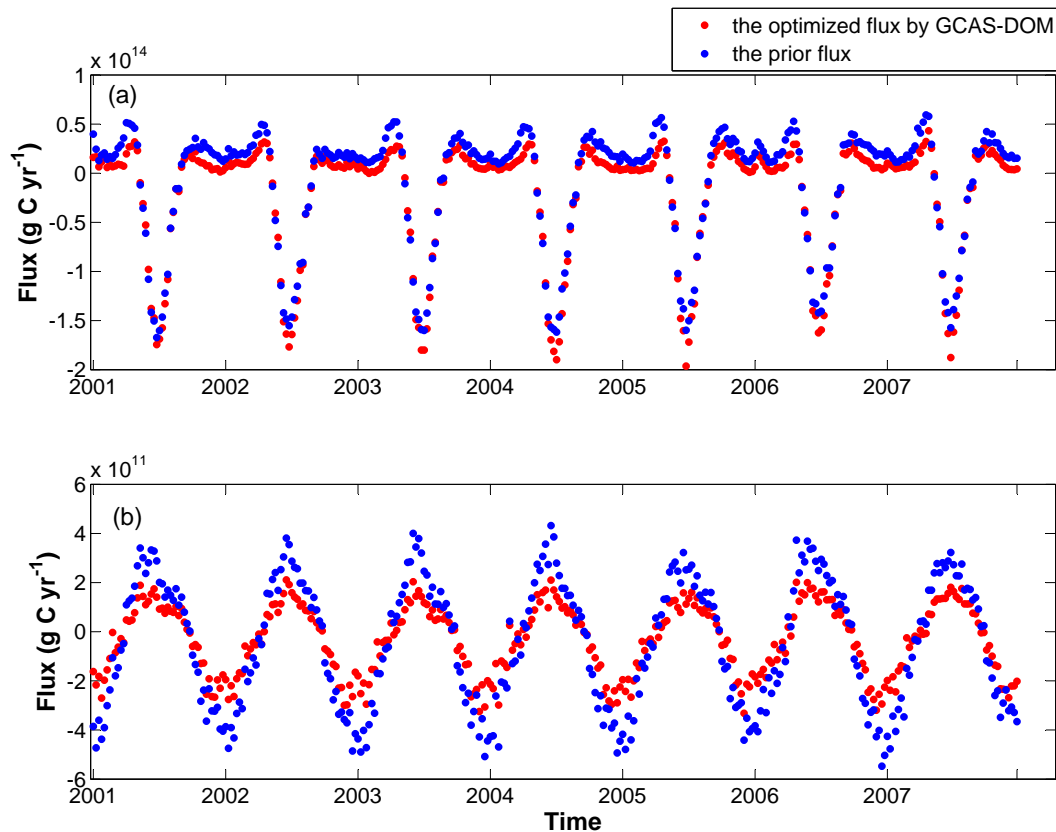 the optimized flux by GCAS-DOM
the prior flux
x 10^14
(a)
1
0.5
0
-0.5
-1
-1.5
-2
Flux (g C yr^-1)
2001 2002 2003 2004 2005 2006 2007
x 10^11
(b)
6
4
2
0
-2
-4
-6
Flux (g C yr^-1)
2001 2002 2003 2004 2005 2006 2007
Time